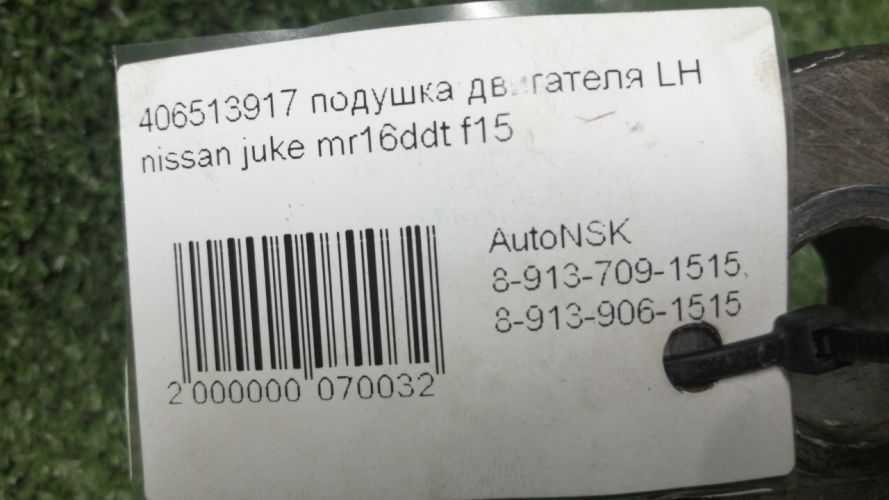 406513917 подушка двигателя LH
nissan juke mr16ddt f15
AutoNSK
8-913-709-1515,
8-913-906-1515
2 000000 070032